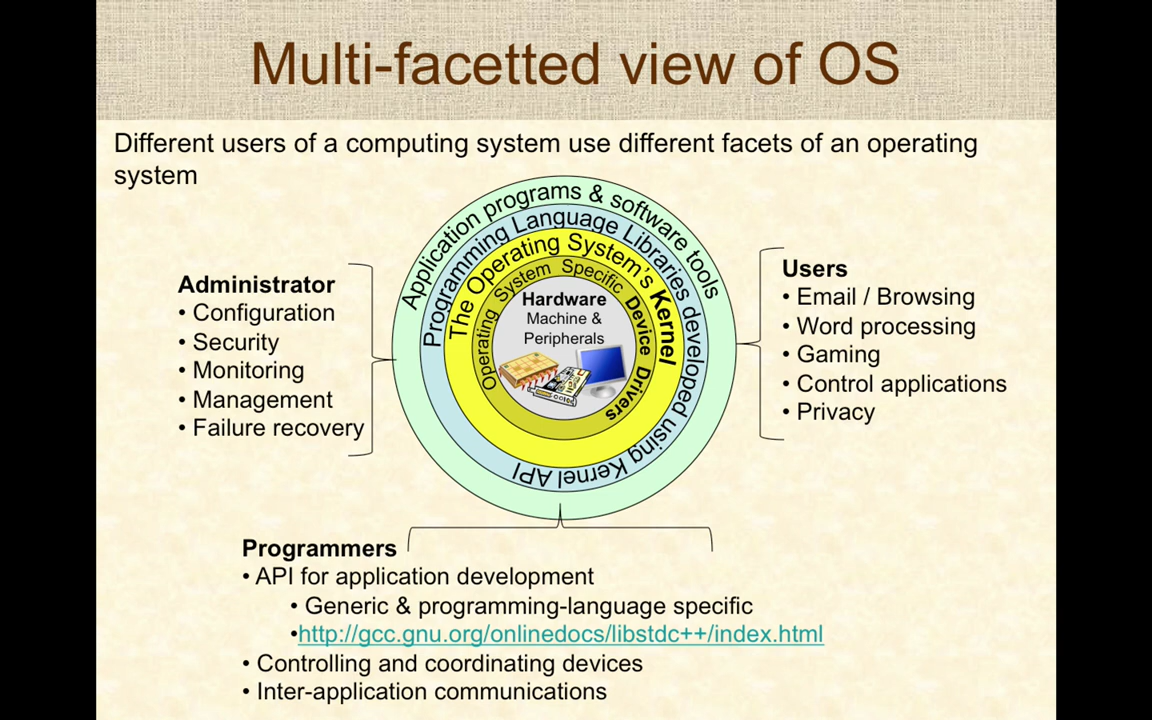 Multi-facetted view of OS
Different users of a computing system use different facets of an operating
system
Application programs & software tools
Programming Language Libraries developed using Kernel API
The Operating System's Kernel
Operating System Specific Device Drivers
Hardware
Machine &
Peripherals
Administrator
• Configuration
• Security
• Monitoring
• Management
• Failure recovery
Users
• Email / Browsing
• Word processing
• Gaming
• Control applications
• Privacy
Programmers
• API for application development
• Generic & programming-language specific
•http://gcc.gnu.org/onlinedocs/libstdc++/index.html
• Controlling and coordinating devices
• Inter-application communications